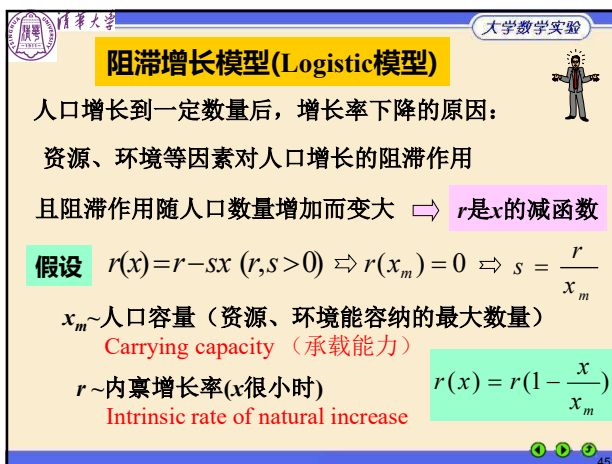 清华大学
大学数学实验
阻滞增长模型(Logistic模型)
人口增长到一定数量后，增长率下降的原因：
资源、环境等因素对人口增长的阻滞作用
且阻滞作用随人口数量增加而变大 ⇨ r是x的减函数
假设 r(x)=r−sx (r,s>0) ⇨ r(x_m)=0 ⇨ s = r/x_m
x_m~人口容量（资源、环境能容纳的最大数量）
Carrying capacity （承载能力）
r ~内禀增长率(x很小时)
Intrinsic rate of natural increase
r(x) = r(1− x/x_m)
45